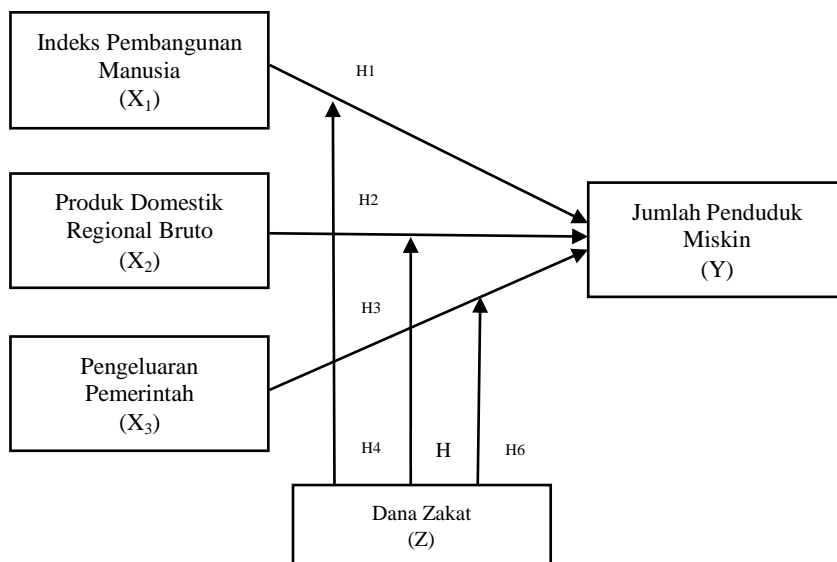 Indeks Pembangunan
Manusia
(X₁)
H1
Produk Domestik
Regional Bruto
(X₂)
H2
Jumlah Penduduk
Miskin
(Y)
H3
Pengeluaran
Pemerintah
(X₃)
H4
H
H6
Dana Zakat
(Z)